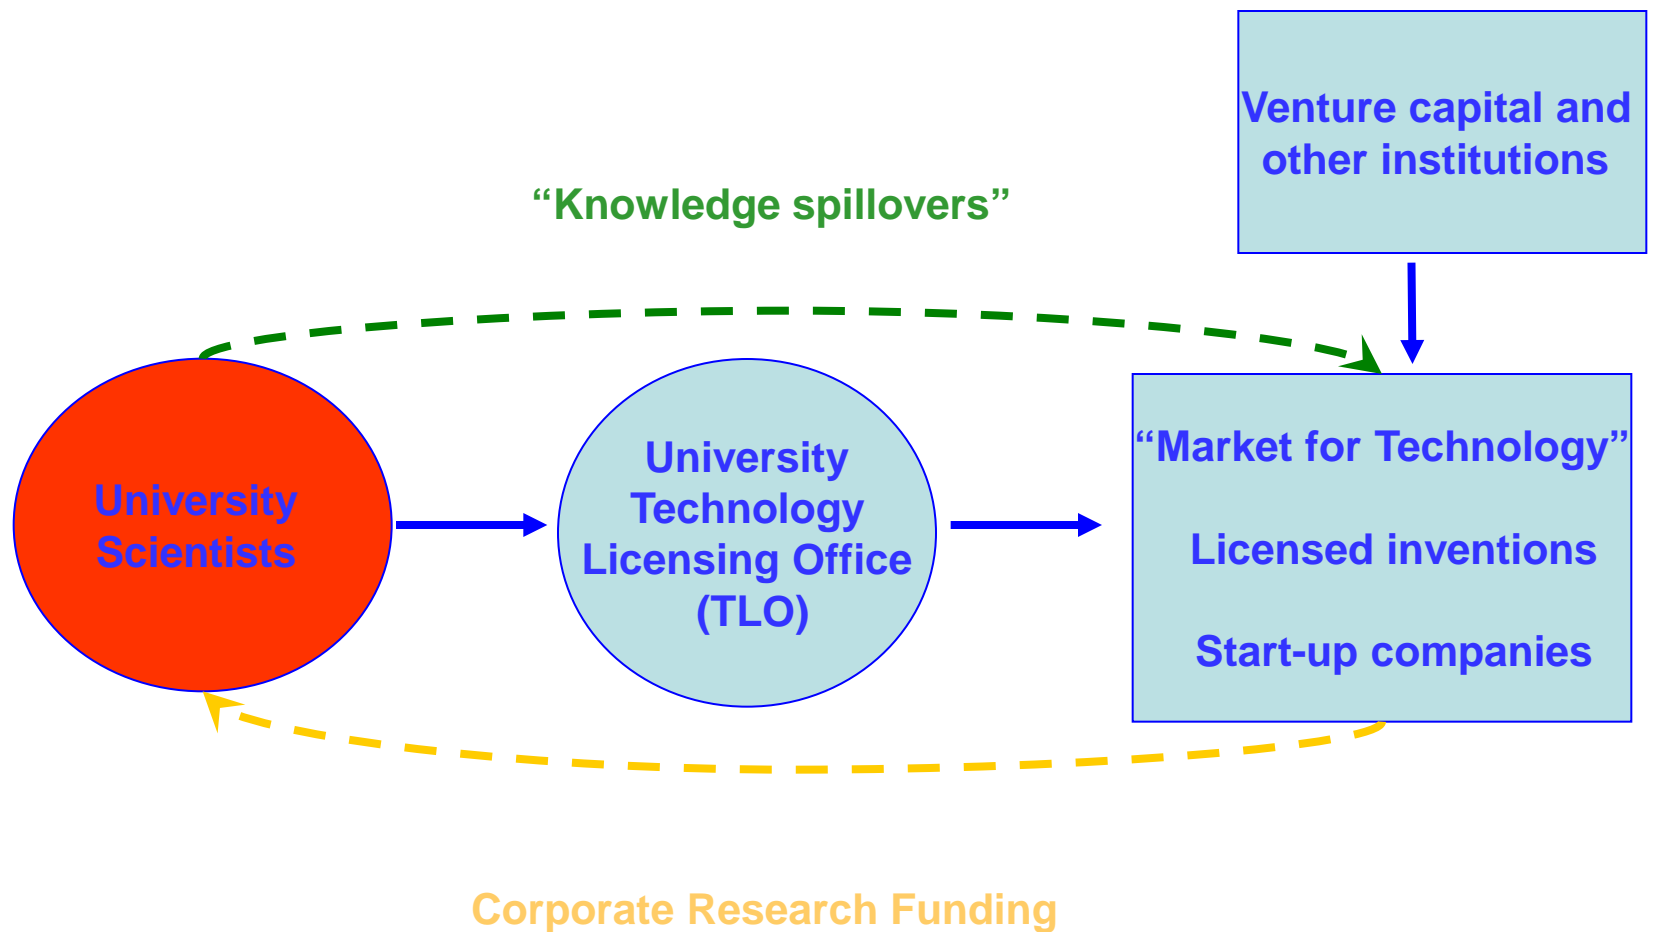 Venture capital and
other institutions
“Knowledge spillovers”
University
Scientists
University
Technology
Licensing Office
(TLO)
“Market for Technology”
Licensed inventions
Start-up companies
Corporate Research Funding